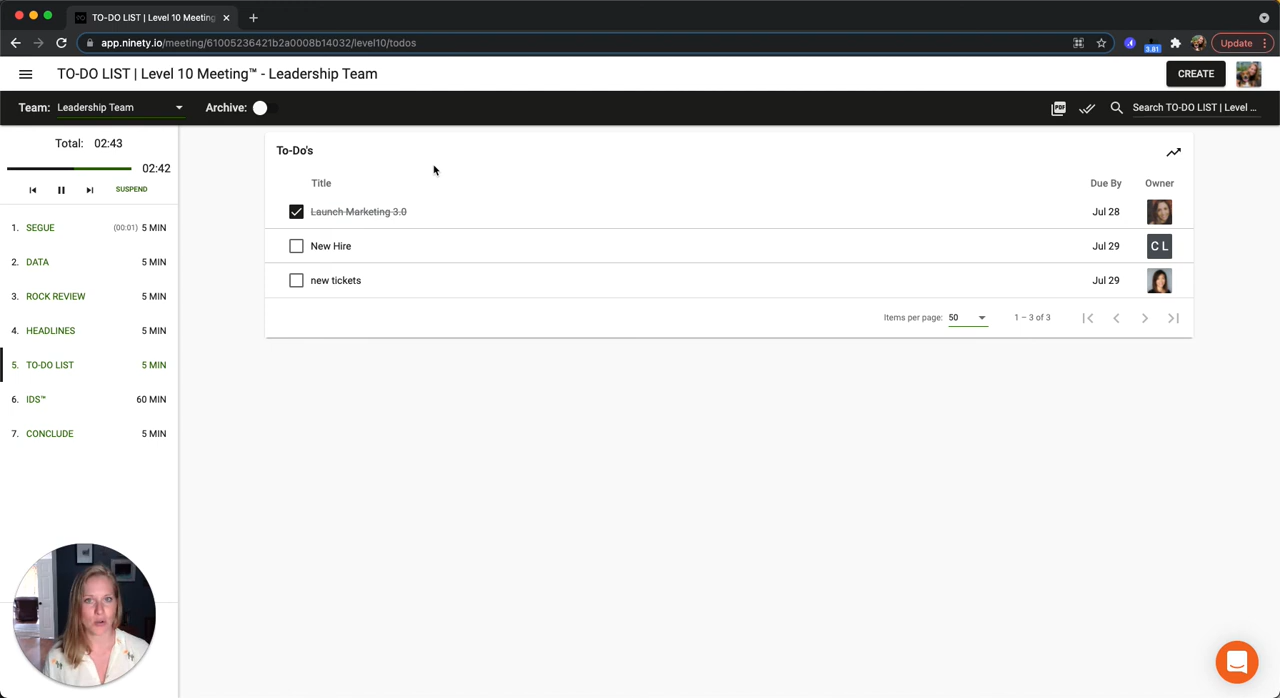 TO-DO LIST | Level 10 Meeting
app.ninety.io/meeting/61005236421b2a0008b14032/level10/todos
3.81
Update
TO-DO LIST | Level 10 Meeting™ - Leadership Team
CREATE
Team: Leadership Team
Archive:
PDF
Search TO-DO LIST | Level ...
Total: 02:43
02:42
SUSPEND
1. SEGUE (00:01) 5 MIN
2. DATA 5 MIN
3. ROCK REVIEW 5 MIN
4. HEADLINES 5 MIN
5. TO-DO LIST 5 MIN
6. IDS™ 60 MIN
7. CONCLUDE 5 MIN
To-Do's
Title Due By Owner
Launch Marketing 3.0 Jul 28
New Hire Jul 29 C L
new tickets Jul 29
Items per page: 50 1 – 3 of 3